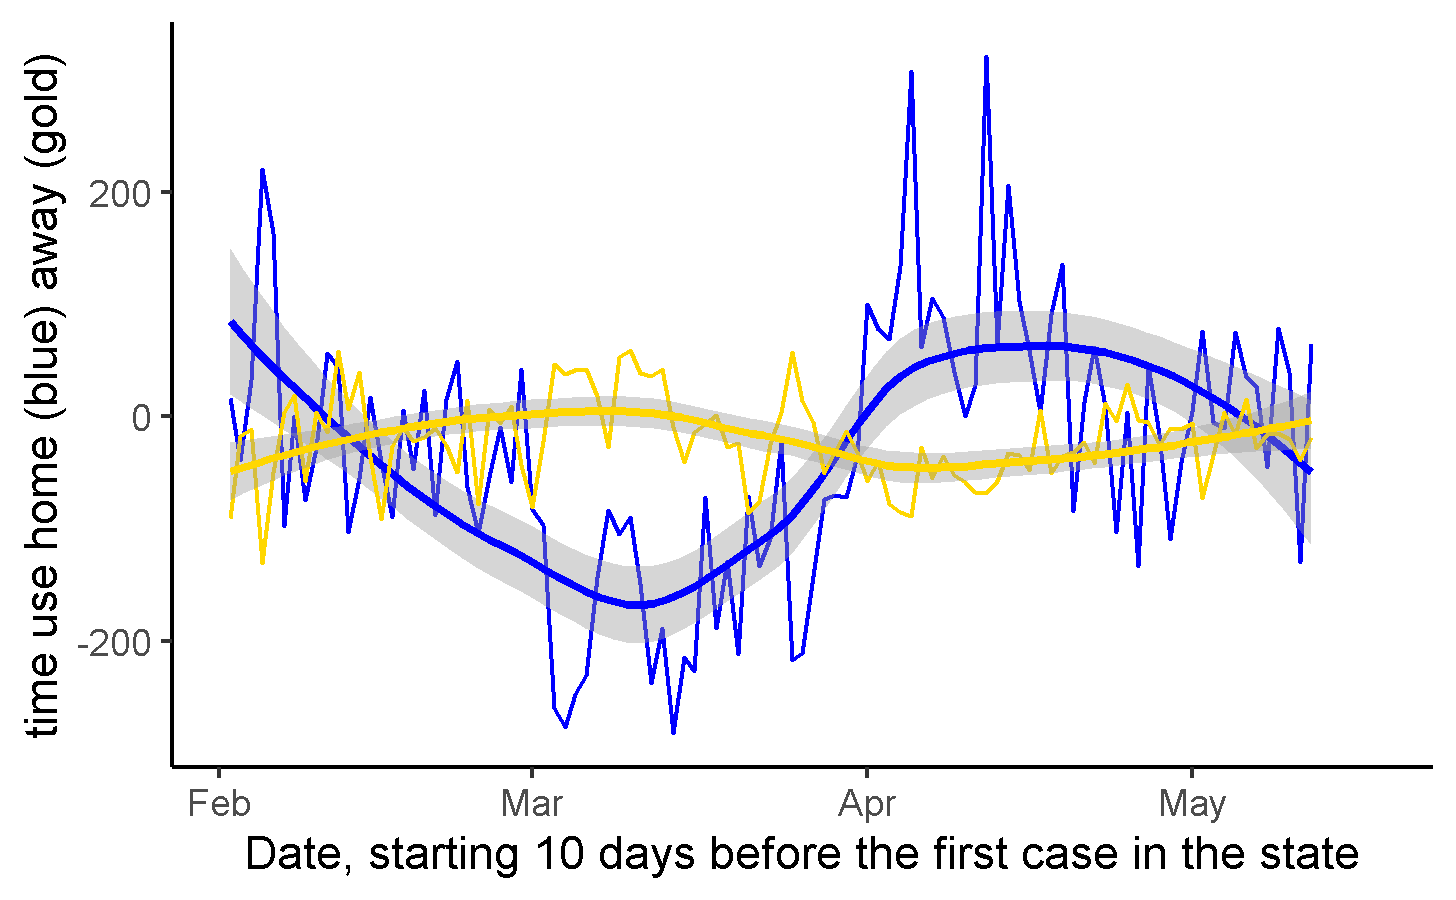 time use home (blue) away (gold)
200
0
-200
Feb Mar Apr May
Date, starting 10 days before the first case in the state